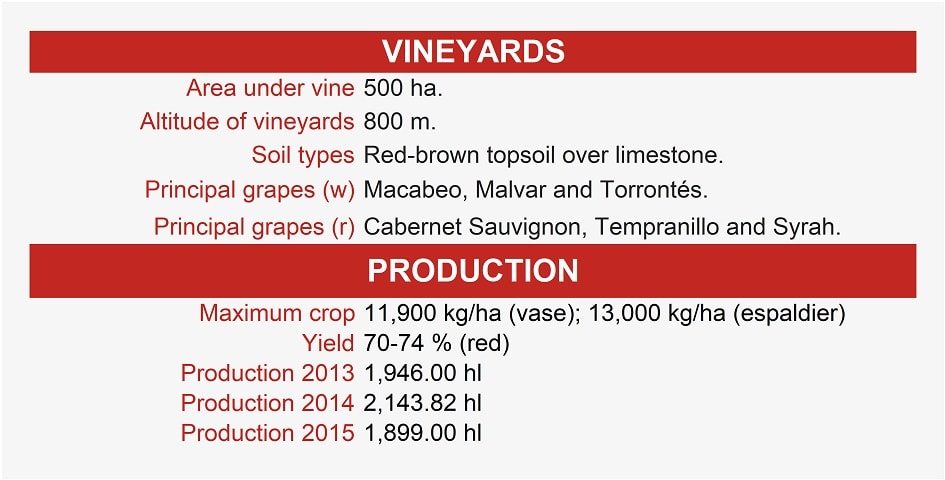 VINEYARDS
Area under vine 500 ha.
Altitude of vineyards 800 m.
Soil types Red-brown topsoil over limestone.
Principal grapes (w) Macabeo, Malvar and Torrontés.
Principal grapes (r) Cabernet Sauvignon, Tempranillo and Syrah.
PRODUCTION
Maximum crop 11,900 kg/ha (vase); 13,000 kg/ha (espaldier)
Yield 70-74 % (red)
Production 2013 1,946.00 hl
Production 2014 2,143.82 hl
Production 2015 1,899.00 hl